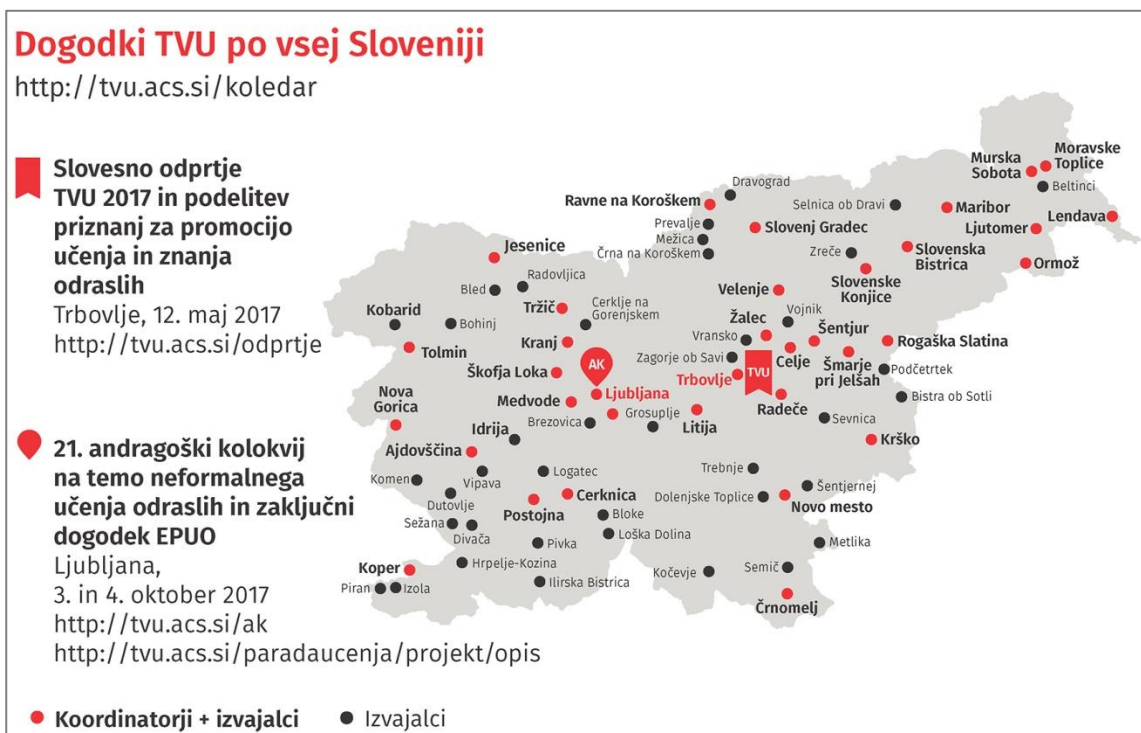 Dogodki TVU po vsej Sloveniji
http://tvu.acs.si/koledar
Slovesno odprtje
TVU 2017 in podelitev
priznanj za promocijo
učenja in znanja
odraslih
Trbovlje, 12. maj 2017
http://tvu.acs.si/odprtje
21. andragoški kolokvij
na temo neformalnega
učenja odraslih in zaključni
dogodek EPUO
Ljubljana,
3. in 4. oktober 2017
http://tvu.acs.si/ak
http://tvu.acs.si/paradaucenja/projekt/opis
Koordinatorji + izvajalci
Izvajalci
Moravske
Toplice
Murska
Sobota
Beltinci
Dravograd
Ravne na Koroškem
Selnica ob Dravi
Maribor
Lendava
Prevalje
Slovenj Gradec
Ljutomer
Mežica
Črna na Koroškem
Jesenice
Zreče
Slovenska
Bistrica
Ormož
Radovljica
Bled
Slovenske
Konjice
Velenje
Tržič
Cerklje na
Gorenjskem
Kobarid
Bohinj
Vojnik
Žalec
Vransko
Šentjur
Kranj
Rogaška Slatina
Tolmin
Zagorje ob Savi
Celje
Šmarje
pri Jelšah
AK
TVU
Škofja Loka
Trbovlje
Podčetrtek
Nova
Gorica
Ljubljana
Medvode
Radeče
Bistra ob Sotli
Brezovica
Grosuplje
Litija
Sevnica
Idrija
Krško
Ajdovščina
Vipava
Logatec
Trebnje
Komen
Šentjernej
Dutovlje
Cerknica
Dolenjske Toplice
Novo mesto
Postojna
Bloke
Sežana
Divača
Loška Dolina
Pivka
Metlika
Hrpelje-Kozina
Koper
Kočevje
Semič
Piran
Izola
Ilirska Bistrica
Črnomelj